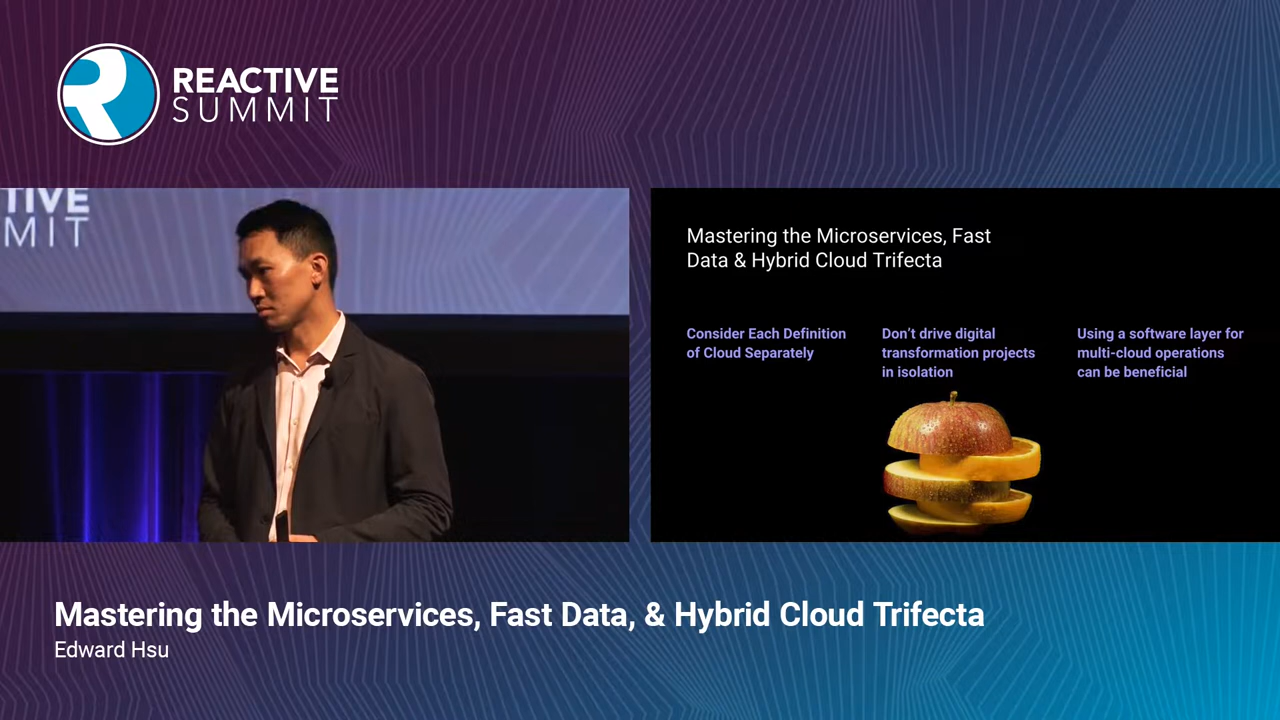 REACTIVE
SUMMIT
TIVE
MIT
Mastering the Microservices, Fast
Data & Hybrid Cloud Trifecta
Consider Each Definition
of Cloud Separately
Don’t drive digital
transformation projects
in isolation
Using a software layer for
multi-cloud operations
can be beneficial
Mastering the Microservices, Fast Data, & Hybrid Cloud Trifecta
Edward Hsu